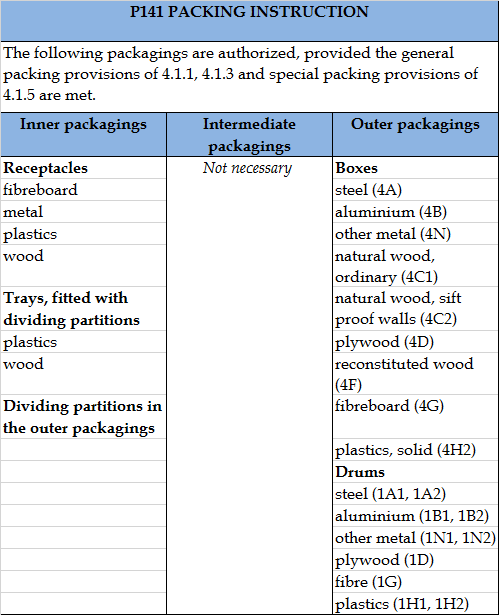 P141 PACKING INSTRUCTION
The following packagings are authorized, provided the general
packing provisions of 4.1.1, 4.1.3 and special packing provisions of
4.1.5 are met.
Inner packagings
Intermediate
packagings
Outer packagings
Receptacles
fibreboard
metal
plastics
wood
Trays, fitted with
dividing partitions
plastics
wood
Dividing partitions in
the outer packagings
Not necessary
Boxes
steel (4A)
aluminium (4B)
other metal (4N)
natural wood,
ordinary (4C1)
natural wood, sift
proof walls (4C2)
plywood (4D)
reconstituted wood
(4F)
fibreboard (4G)
plastics, solid (4H2)
Drums
steel (1A1, 1A2)
aluminium (1B1, 1B2)
other metal (1N1, 1N2)
plywood (1D)
fibre (1G)
plastics (1H1, 1H2)